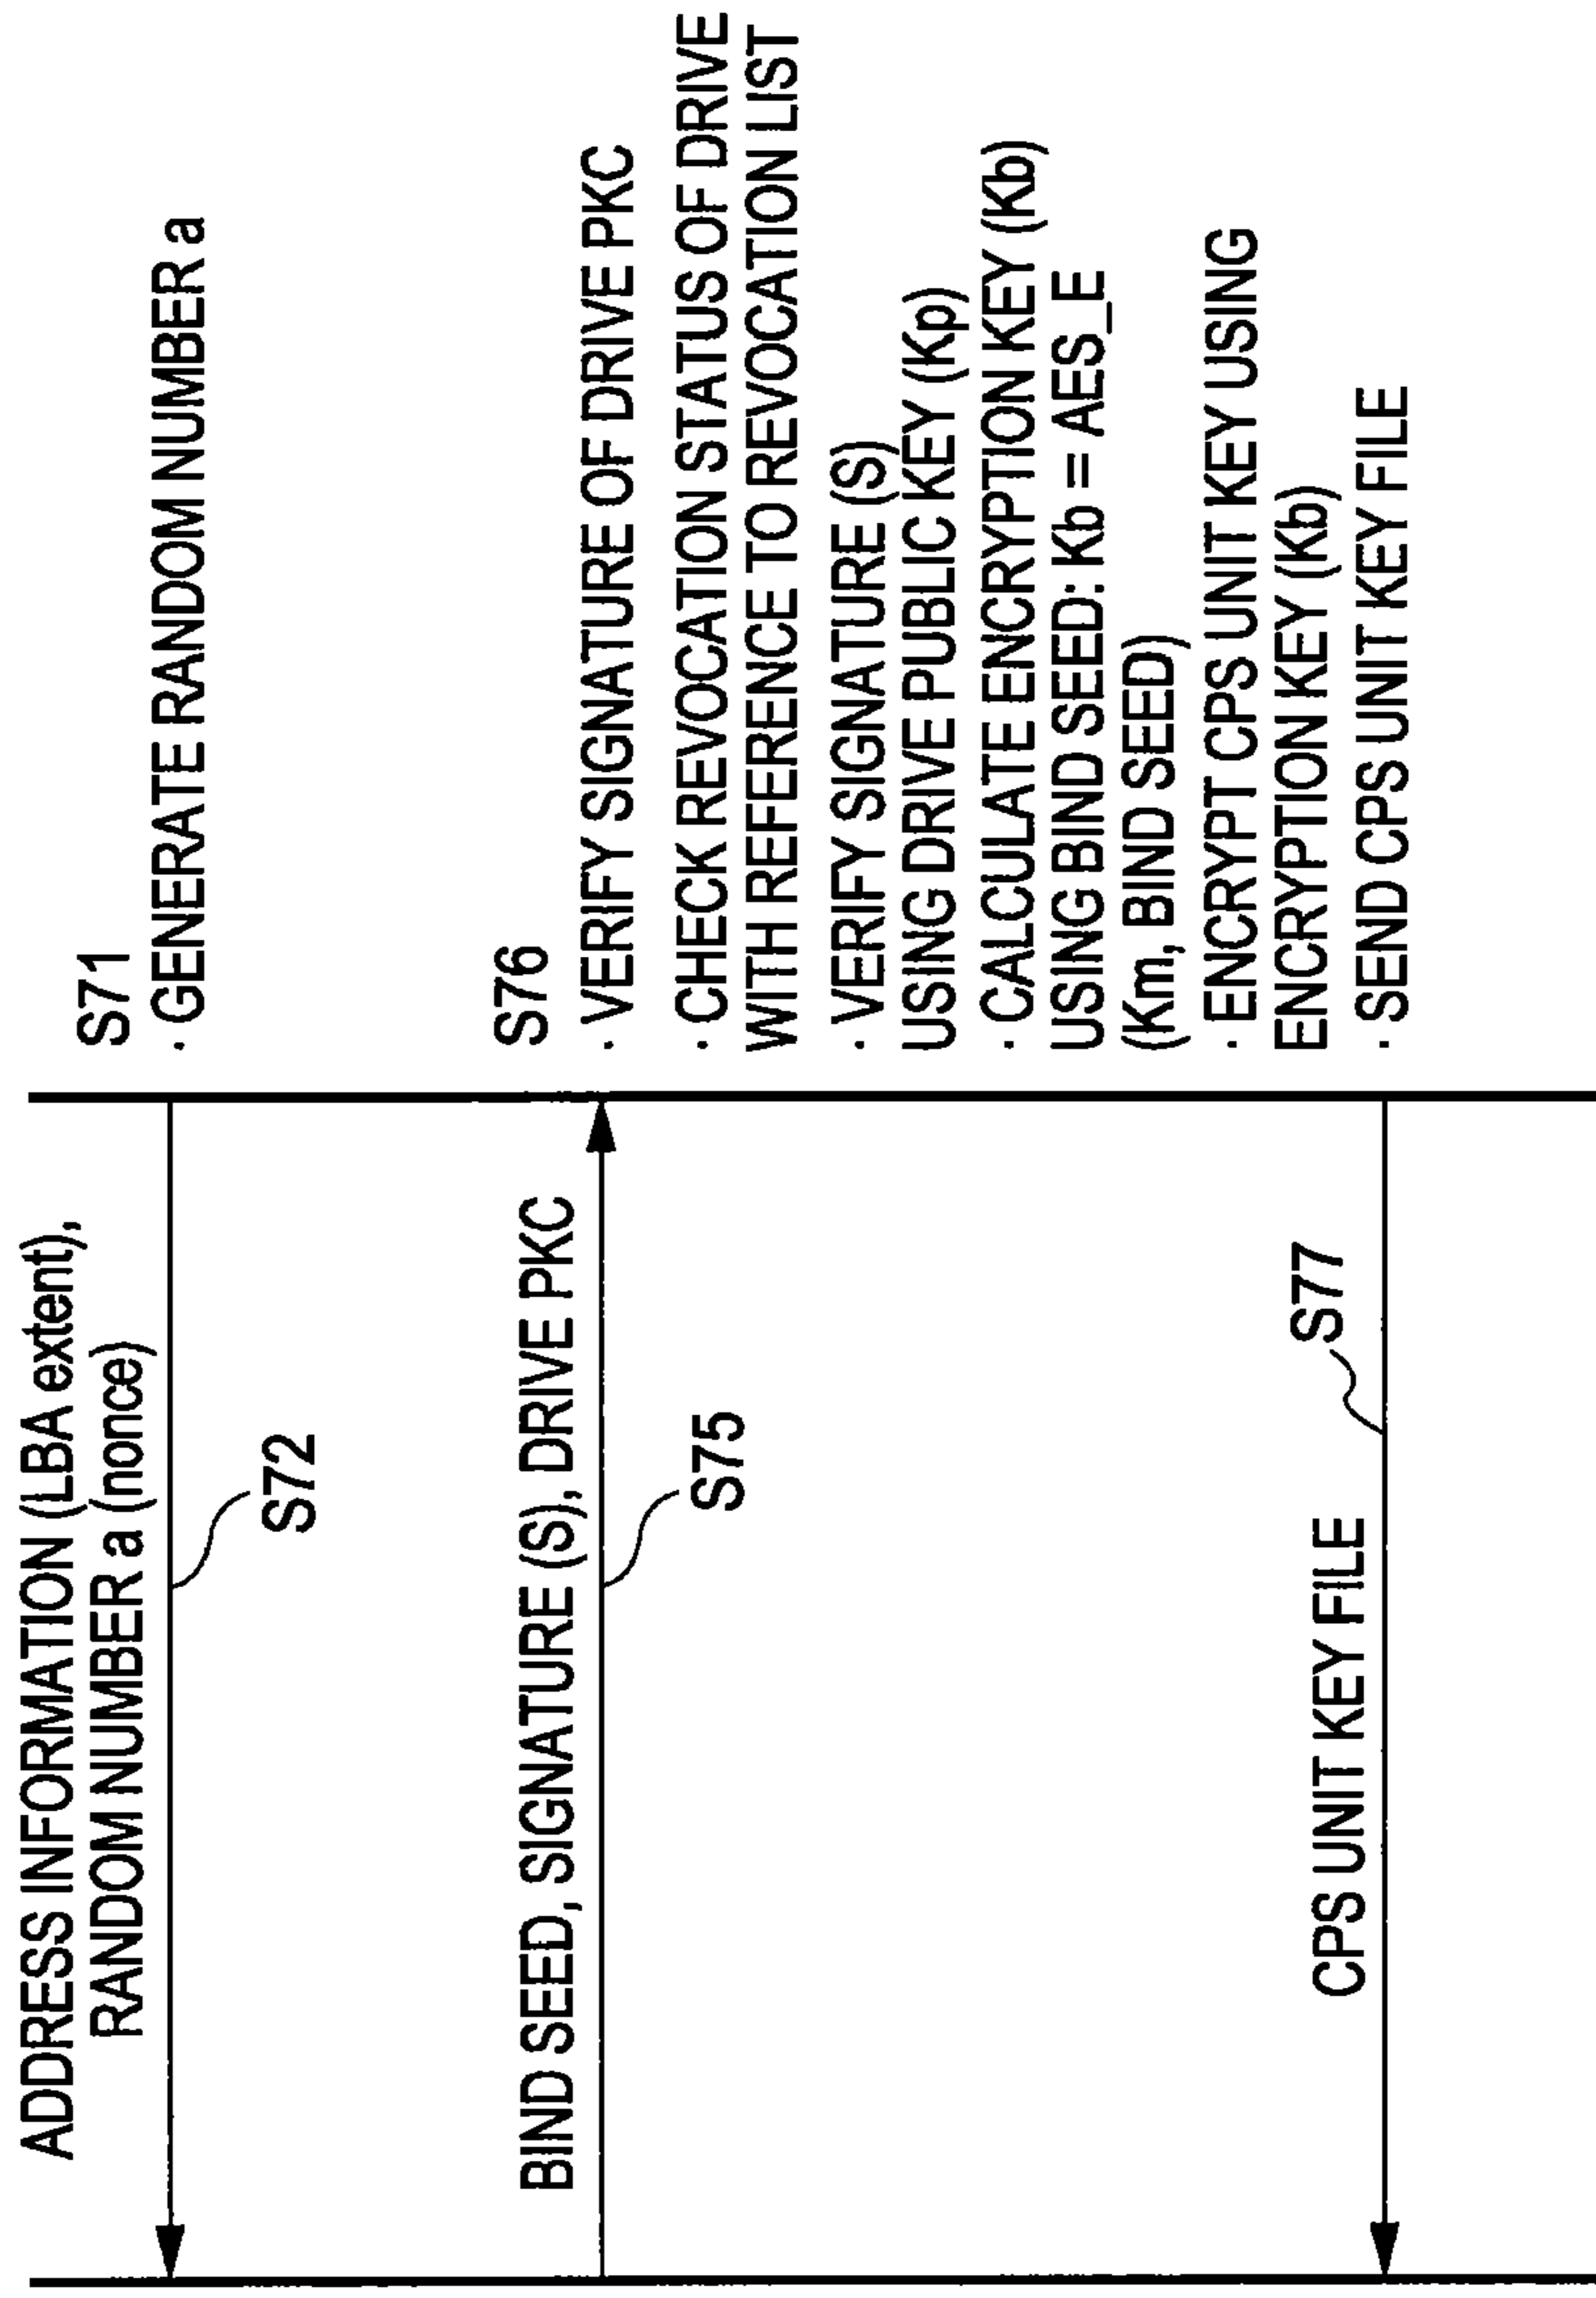 ADDRESS INFORMATION (LBA extent),
RANDOM NUMBER a (nonce)
S72
S71
· GENERATE RANDOM NUMBER a
BIND SEED, SIGNATURE (S), DRIVE PKC
S75
S76
· VERIFY SIGNATURE OF DRIVE PKC
· CHECK REVOCATION STATUS OF DRIVE
WITH REFERENCE TO REVOCATION LIST
· VERIFY SIGNATURE (S)
USING DRIVE PUBLIC KEY (Kp)
· CALCULATE ENCRYPTION KEY (Kb)
USING BIND SEED: Kb = AES_E
(Km, BIND SEED)
· ENCRYPT CPS UNIT KEY USING
ENCRYPTION KEY (Kb)
· SEND CPS UNIT KEY FILE
CPS UNIT KEY FILE
S77